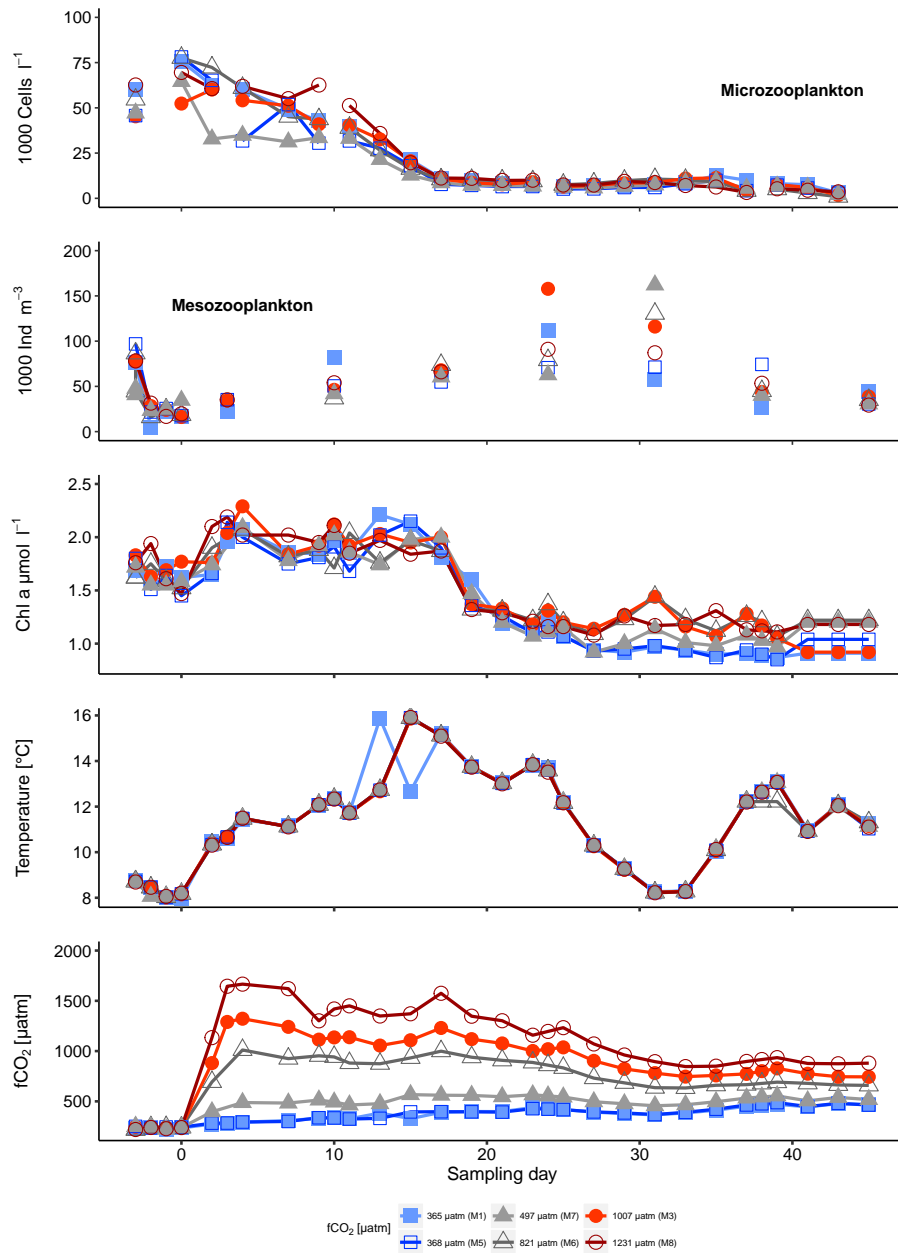 100
75
50
25
0
1000 Cells l⁻¹
Microzooplankton
200
150
100
50
0
1000 Ind m⁻³
Mesozooplankton
2.5
2.0
1.5
1.0
Chl a µmol l⁻¹
16
14
12
10
8
Temperature [°C]
2000
1500
1000
500
fCO₂ [µatm]
0 10 20 30 40
Sampling day
fCO₂ [µatm]
365 µatm (M1) 497 µatm (M7) 1007 µatm (M3)
368 µatm (M5) 821 µatm (M6) 1231 µatm (M8)